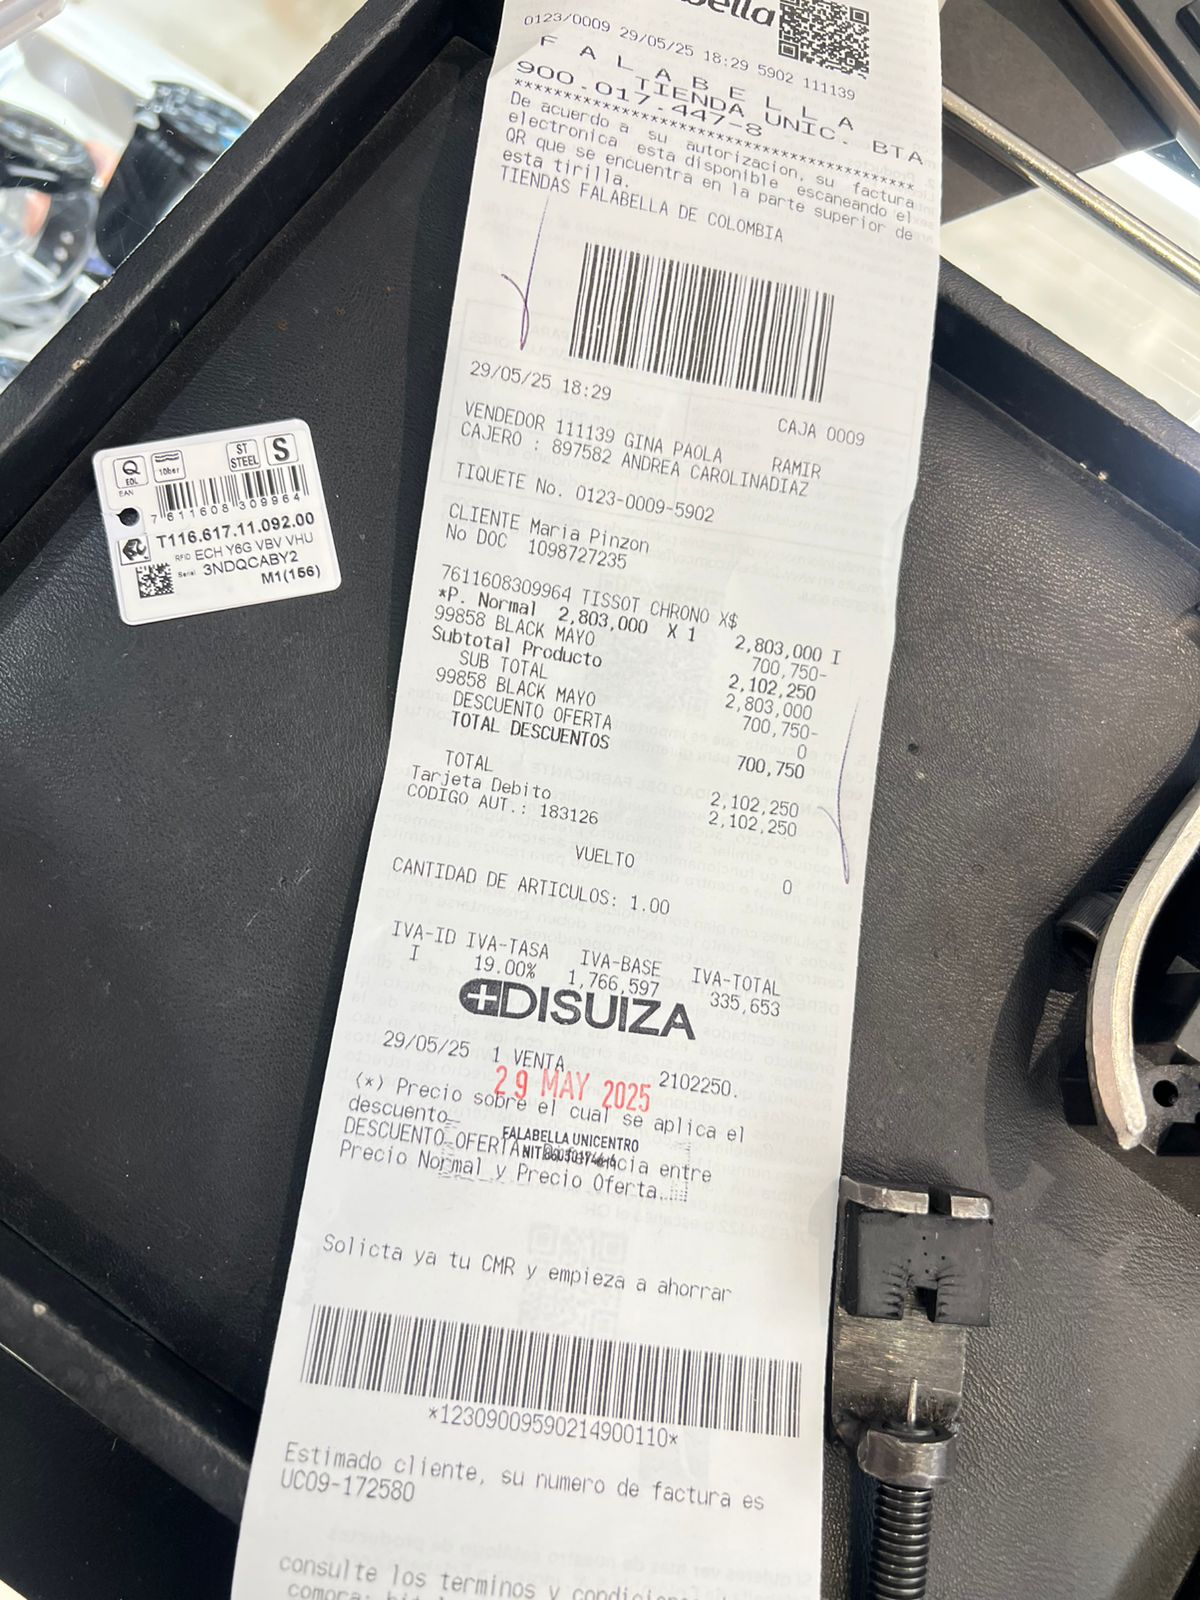 0123/0009 29/05/25 18:29 5902 111139
F A L A B E L L A
TIENDA UNIC. BTA
900.017.447-8
****************************************
De acuerdo a su autorizacion, su factura
electronica esta disponible escaneando el
QR que se encuentra en la parte superior de
esta tirilla.
TIENDAS FALABELLA DE COLOMBIA
29/05/25 18:29 CAJA 0009
VENDEDOR 111139 GINA PAOLA RAMIR
CAJERO : 897582 ANDREA CAROLINADIAZ
TIQUETE No. 0123-0009-5902
CLIENTE Maria Pinzon
No DOC 1098727235
7611608309964 TISSOT CHRONO X$
*P. Normal 2,803,000 X 1 2,803,000 I
99858 BLACK MAYO 700,750-
Subtotal Producto 2,102,250
SUB TOTAL 2,803,000
99858 BLACK MAYO 700,750-
DESCUENTO OFERTA 0
TOTAL DESCUENTOS 700,750
TOTAL 2,102,250
Tarjeta Debito 2,102,250
CODIGO AUT.: 183126
VUELTO 0
CANTIDAD DE ARTICULOS: 1.00
IVA-ID IVA-TASA IVA-BASE IVA-TOTAL
I 19.00% 1,766,597 335,653
DISUIZA
29/05/25 1 VENTA 2102250.
29 MAY 2025
(*) Precio sobre el cual se aplica el
descuento
FALABELLA UNICENTRO
DESCUENTO OFERTA entre
NIT
Precio Normal y Precio Oferta.
Solicta ya tu CMR y empieza a ahorrar
*12309009590214900110*
Estimado cliente, su numero de factura es
UC09-172580
consulte los terminos y
EOL
10ber
ST
STEEL
S
EAN
7 611608 309964
T116.617.11.092.00
RFID ECH Y6G VBV VHU
Serial 3NDQCABY2
M1(156)